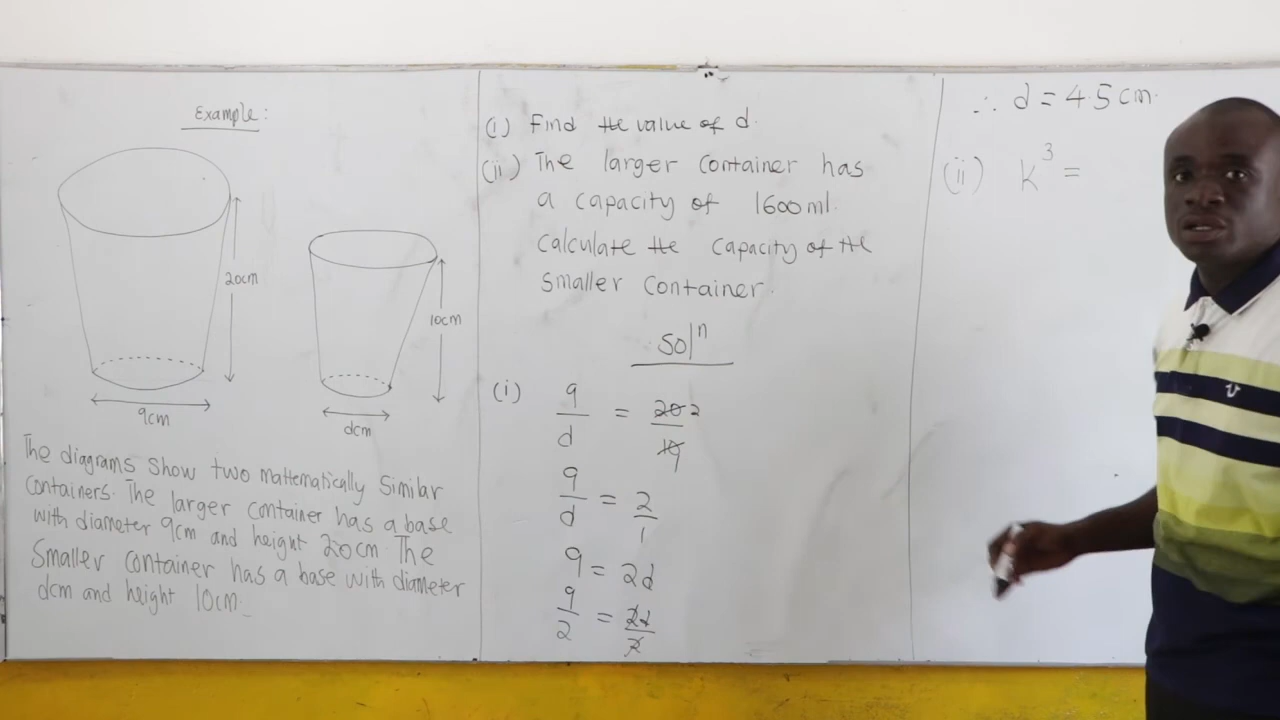 Example:
20cm
10cm
9cm
dcm
The diagrams show two mathematically similar
containers. The larger container has a base
with diameter 9cm and height 20cm. The
smaller container has a base with diameter
dcm and height 10cm.
(i) Find the value of d.
(ii) The larger container has
a capacity of 1600ml.
Calculate the capacity of the
smaller container.
Solⁿ
(i) 9/d = 20 2/10 1
9/d = 2/1
9 = 2d
9/2 = 2d/2
∴ d = 4.5cm.
(ii) k³ =